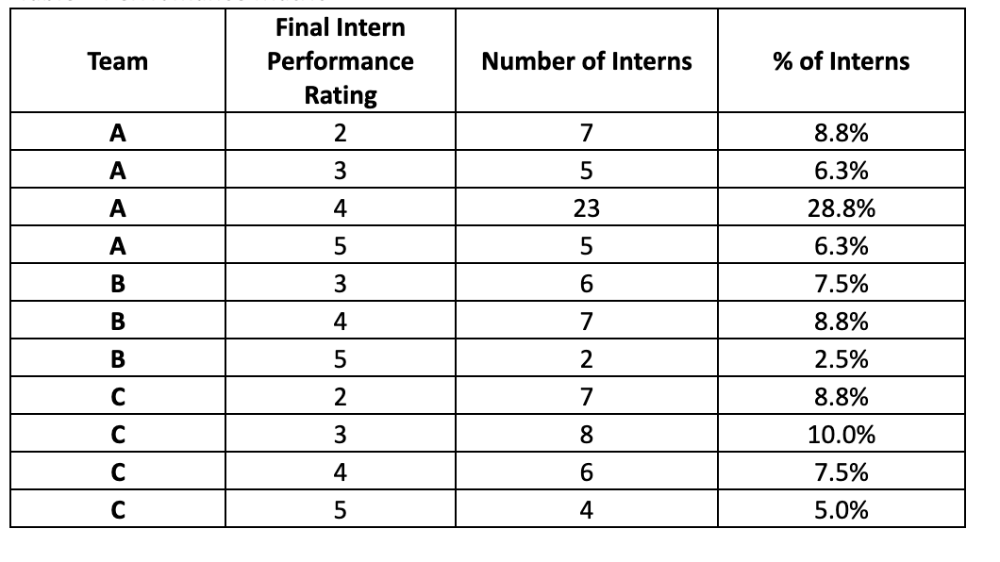 Team Final Intern Performance Rating Number of Interns % of Interns
A 2 7 8.8%
A 3 5 6.3%
A 4 23 28.8%
A 5 5 6.3%
B 3 6 7.5%
B 4 7 8.8%
B 5 2 2.5%
C 2 7 8.8%
C 3 8 10.0%
C 4 6 7.5%
C 5 4 5.0%